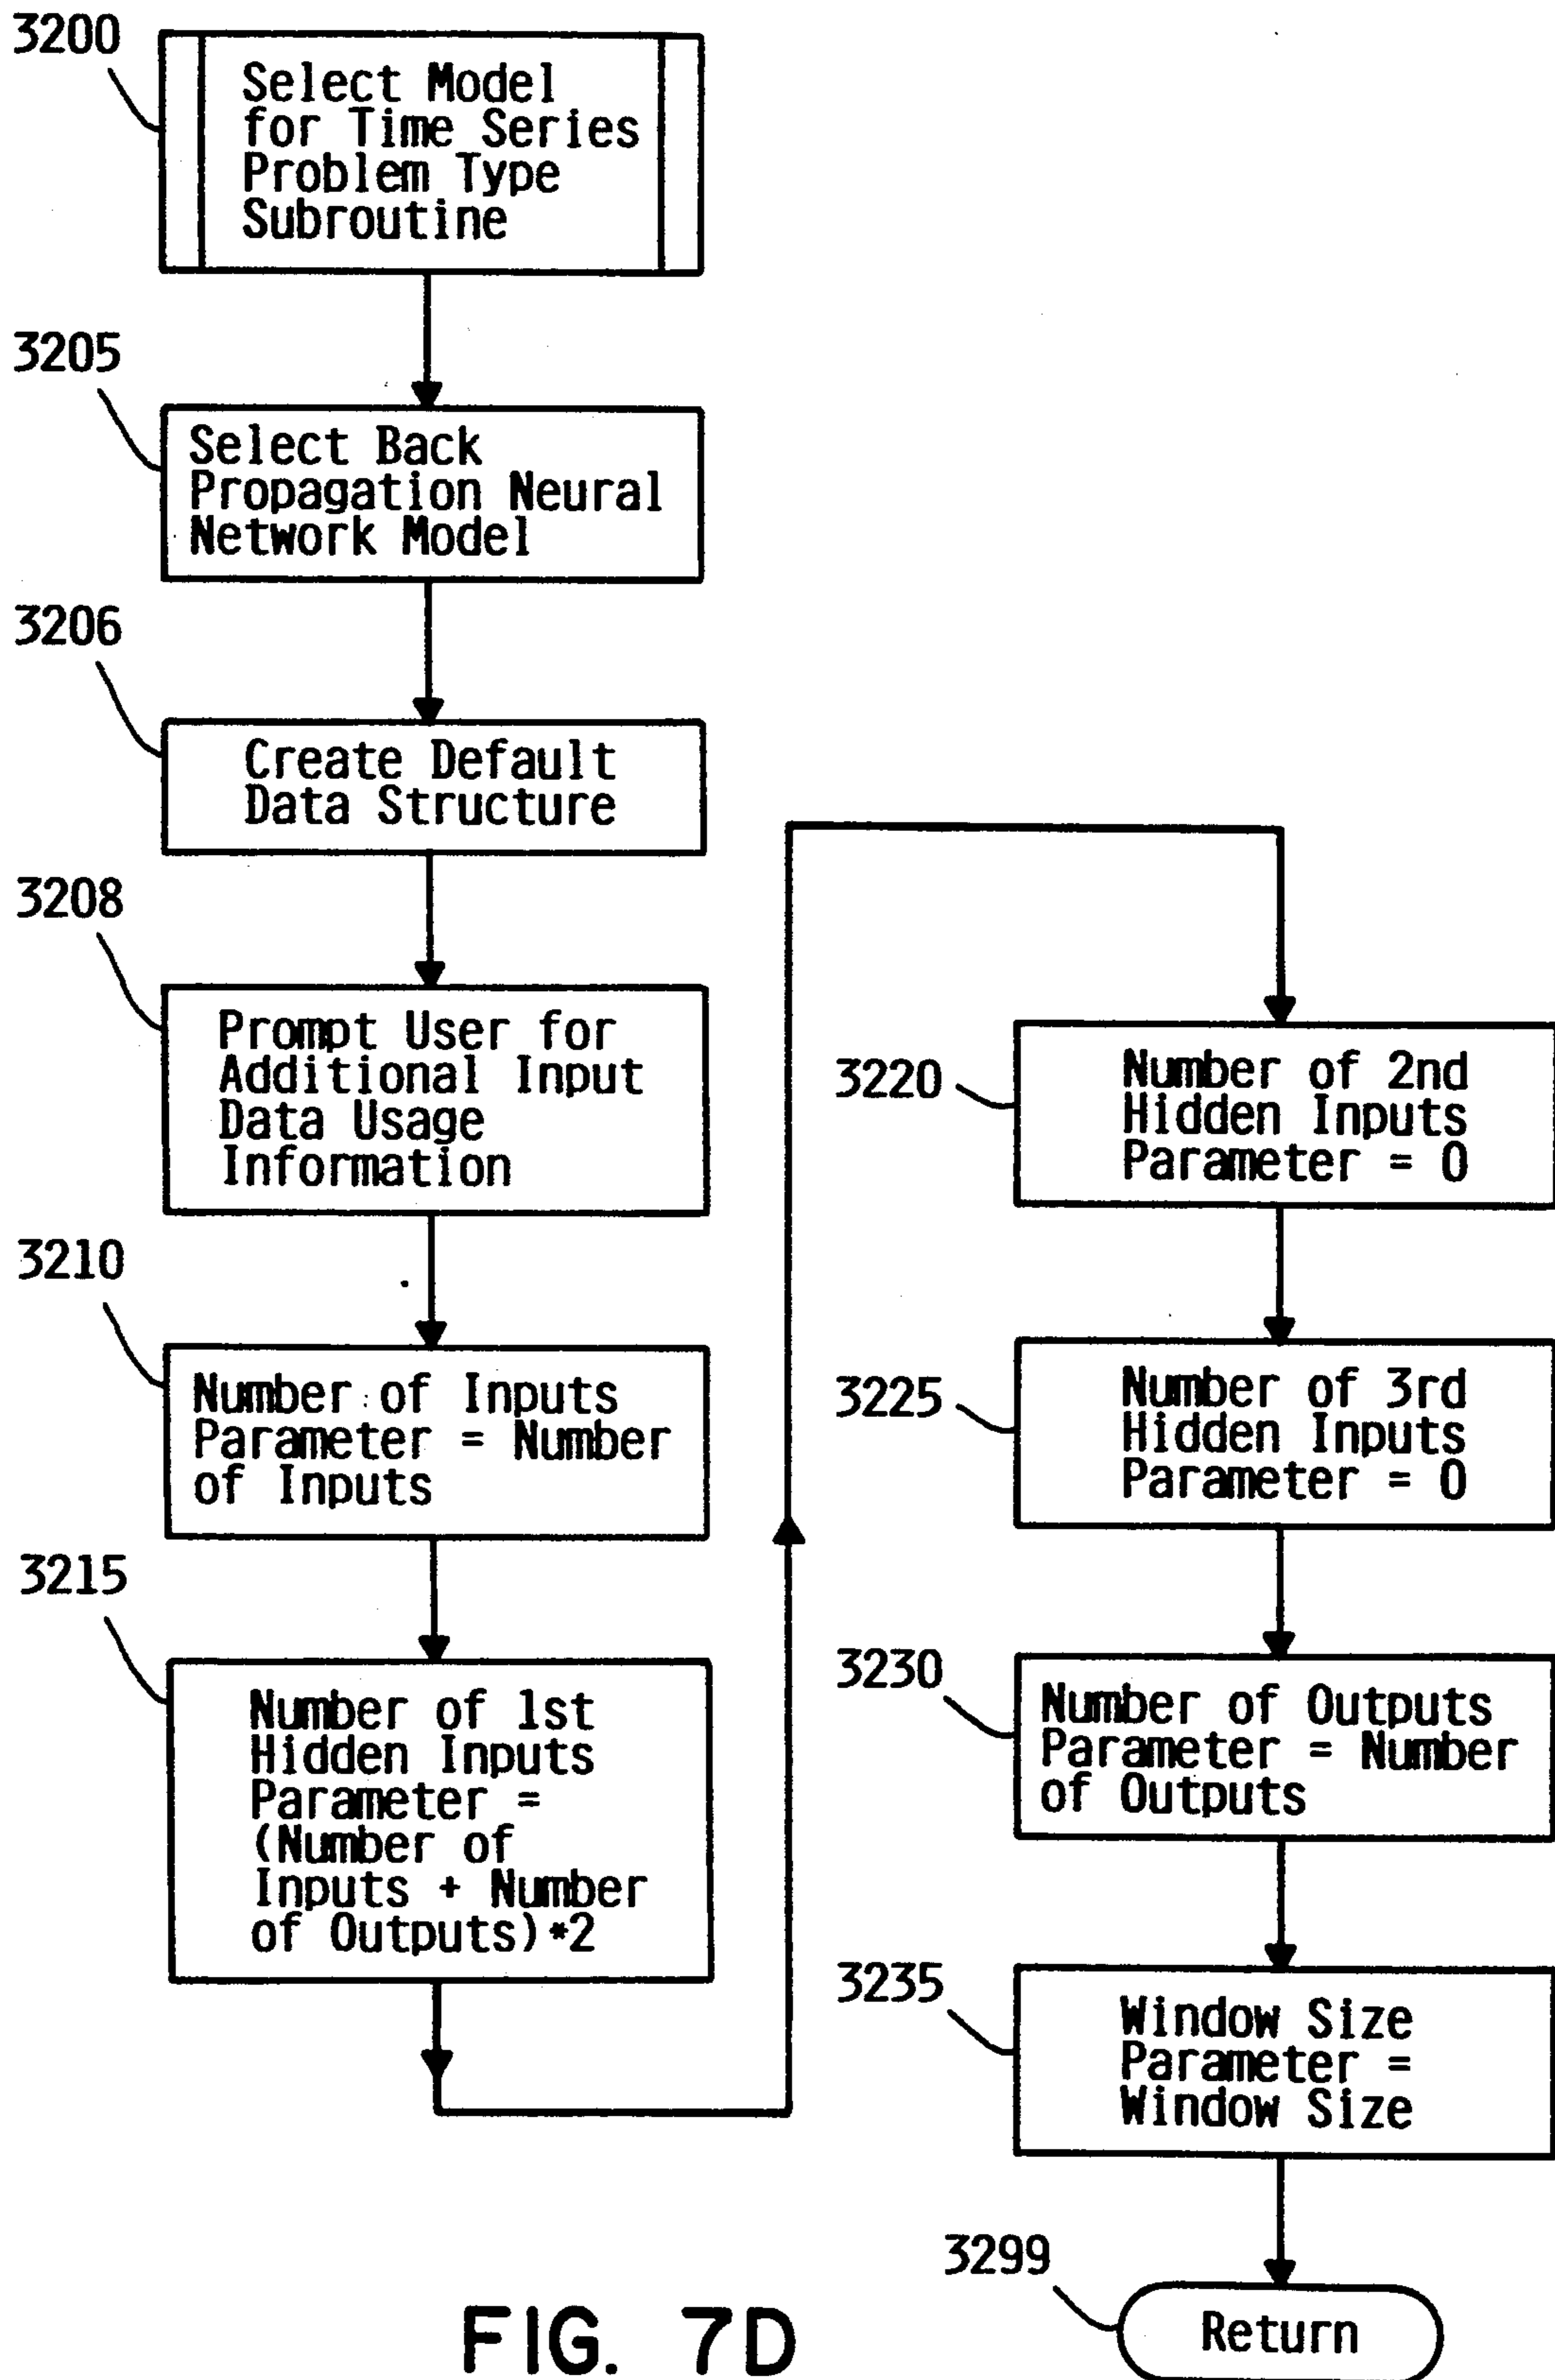 3200
Select Model
for Time Series
Problem Type
Subroutine
3205
Select Back
Propagation Neural
Network Model
3206
Create Default
Data Structure
3208
Prompt User for
Additional Input
Data Usage
Information
3210
Number of Inputs
Parameter = Number
of Inputs
3215
Number of 1st
Hidden Inputs
Parameter =
(Number of
Inputs + Number
of Outputs)*2
3220
Number of 2nd
Hidden Inputs
Parameter = 0
3225
Number of 3rd
Hidden Inputs
Parameter = 0
3230
Number of Outputs
Parameter = Number
of Outputs
3235
Window Size
Parameter =
Window Size
3299
Return
FIG. 7D